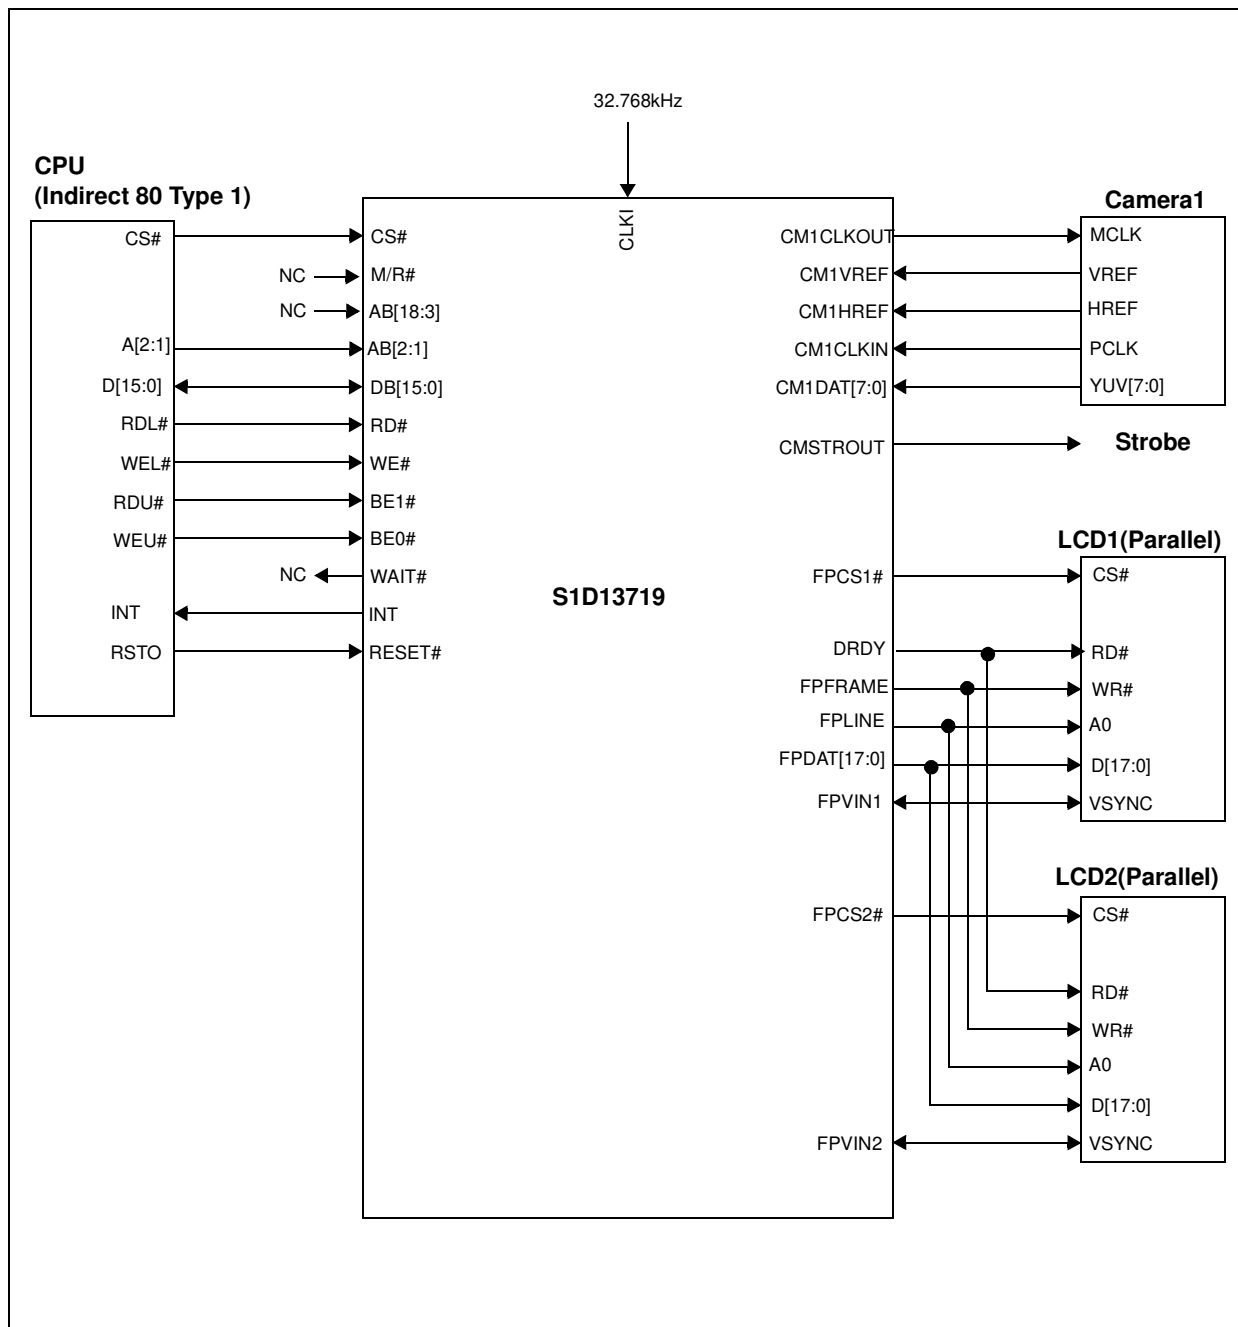 32.768kHz
CPU
(Indirect 80 Type 1)
CS#
A[2:1]
D[15:0]
RDL#
WEL#
RDU#
WEU#
INT
RSTO
NC
NC
NC
CLKI
CS#
M/R#
AB[18:3]
AB[2:1]
DB[15:0]
RD#
WE#
BE1#
BE0#
WAIT#
INT
RESET#
S1D13719
CM1CLKOUT
CM1VREF
CM1HREF
CM1CLKIN
CM1DAT[7:0]
CMSTROUT
FPCS1#
DRDY
FPFRAME
FPLINE
FPDAT[17:0]
FPVIN1
FPCS2#
FPVIN2
Camera1
MCLK
VREF
HREF
PCLK
YUV[7:0]
Strobe
LCD1(Parallel)
CS#
RD#
WR#
A0
D[17:0]
VSYNC
LCD2(Parallel)
CS#
RD#
WR#
A0
D[17:0]
VSYNC